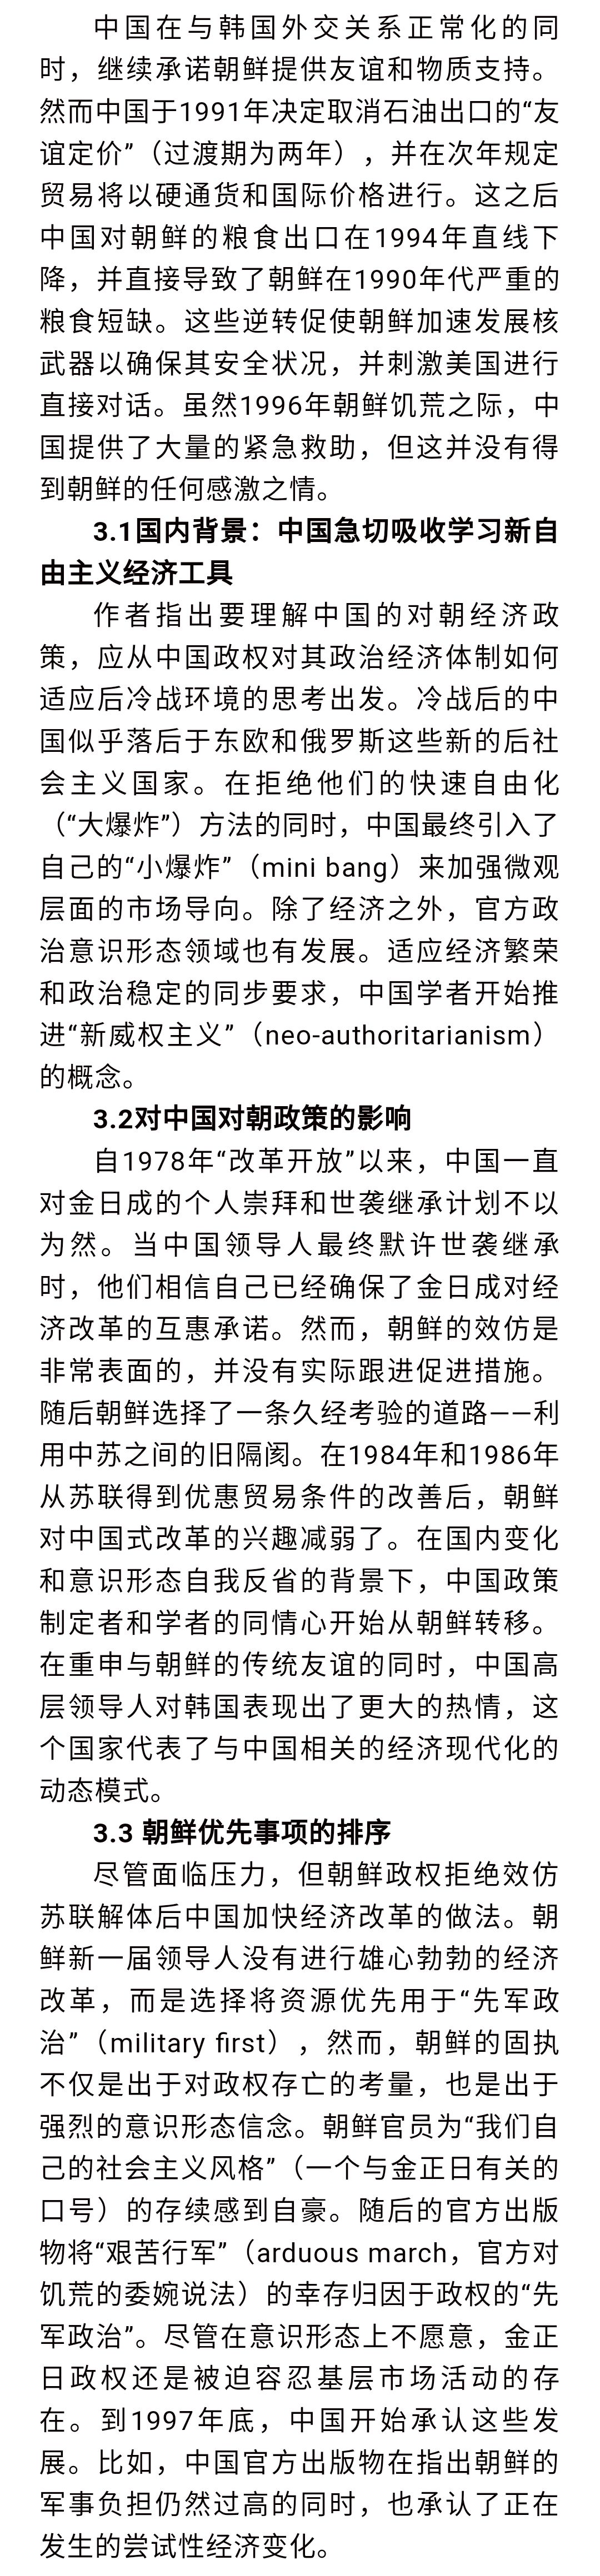 中国在与韩国外交关系正常化的同
时，继续承诺朝鲜提供友谊和物质支持。
然而中国于1991年决定取消石油出口的“友
谊定价”（过渡期为两年），并在次年规定
贸易将以硬通货和国际价格进行。这之后
中国对朝鲜的粮食出口在1994年直线下
降，并直接导致了朝鲜在1990年代严重的
粮食短缺。这些逆转促使朝鲜加速发展核
武器以确保其安全状况，并刺激美国进行
直接对话。虽然1996年朝鲜饥荒之际，中
国提供了大量的紧急救助，但这并没有得
到朝鲜的任何感激之情。
3.1国内背景：中国急切吸收学习新自
由主义经济工具
作者指出要理解中国的对朝经济政
策，应从中国政权对其政治经济体制如何
适应后冷战环境的思考出发。冷战后的中
国似乎落后于东欧和俄罗斯这些新的后社
会主义国家。在拒绝他们的快速自由化
（“大爆炸”）方法的同时，中国最终引入了
自己的“小爆炸”（mini bang）来加强微观
层面的市场导向。除了经济之外，官方政
治意识形态领域也有发展。适应经济繁荣
和政治稳定的同步要求，中国学者开始推
进“新威权主义”（neo-authoritarianism）
的概念。
3.2对中国对朝政策的影响
自1978年“改革开放”以来，中国一直
对金日成的个人崇拜和世袭继承计划不以
为然。当中国领导人最终默许世袭继承
时，他们相信自己已经确保了金日成对经
济改革的互惠承诺。然而，朝鲜的效仿是
非常表面的，并没有实际跟进促进措施。
随后朝鲜选择了一条久经考验的道路——利
用中苏之间的旧隔阂。在1984年和1986年
从苏联得到优惠贸易条件的改善后，朝鲜
对中国式改革的兴趣减弱了。在国内变化
和意识形态自我反省的背景下，中国政策
制定者和学者的同情心开始从朝鲜转移。
在重申与朝鲜的传统友谊的同时，中国高
层领导人对韩国表现出了更大的热情，这
个国家代表了与中国相关的经济现代化的
动态模式。
3.3 朝鲜优先事项的排序
尽管面临压力，但朝鲜政权拒绝效仿
苏联解体后中国加快经济改革的做法。朝
鲜新一届领导人没有进行雄心勃勃的经济
改革，而是选择将资源优先用于“先军政
治”（military first），然而，朝鲜的固执
不仅是出于对政权存亡的考量，也是出于
强烈的意识形态信念。朝鲜官员为“我们自
己的社会主义风格”（一个与金正日有关的
口号）的存续感到自豪。随后的官方出版
物将“艰苦行军”（arduous march，官方对
饥荒的委婉说法）的幸存归因于政权的“先
军政治”。尽管在意识形态上不愿意，金正
日政权还是被迫容忍基层市场活动的存
在。到1997年底，中国开始承认这些发
展。比如，中国官方出版物在指出朝鲜的
军事负担仍然过高的同时，也承认了正在
发生的尝试性经济变化。